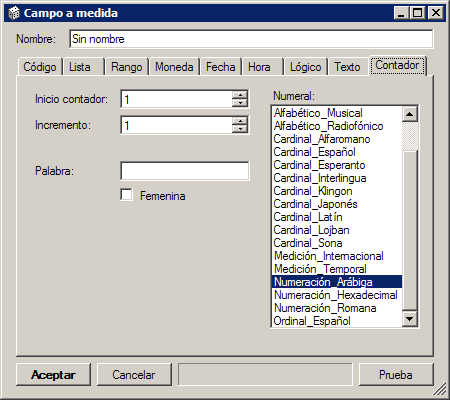 Campo a medida
Nombre: Sin nombre
Código Lista Rango Moneda Fecha Hora Lógico Texto Contador
Inicio contador: 1
Incremento: 1
Palabra:
Femenina
Numeral:
Alfabético_Musical
Alfabético_Radiofónico
Cardinal_Alfaromano
Cardinal_Español
Cardinal_Esperanto
Cardinal_Interlingua
Cardinal_Klingon
Cardinal_Japonés
Cardinal_Latín
Cardinal_Lojban
Cardinal_Sona
Medición_Internacional
Medición_Temporal
Numeración_Arábiga
Numeración_Hexadecimal
Numeración_Romana
Ordinal_Español
Aceptar Cancelar Prueba